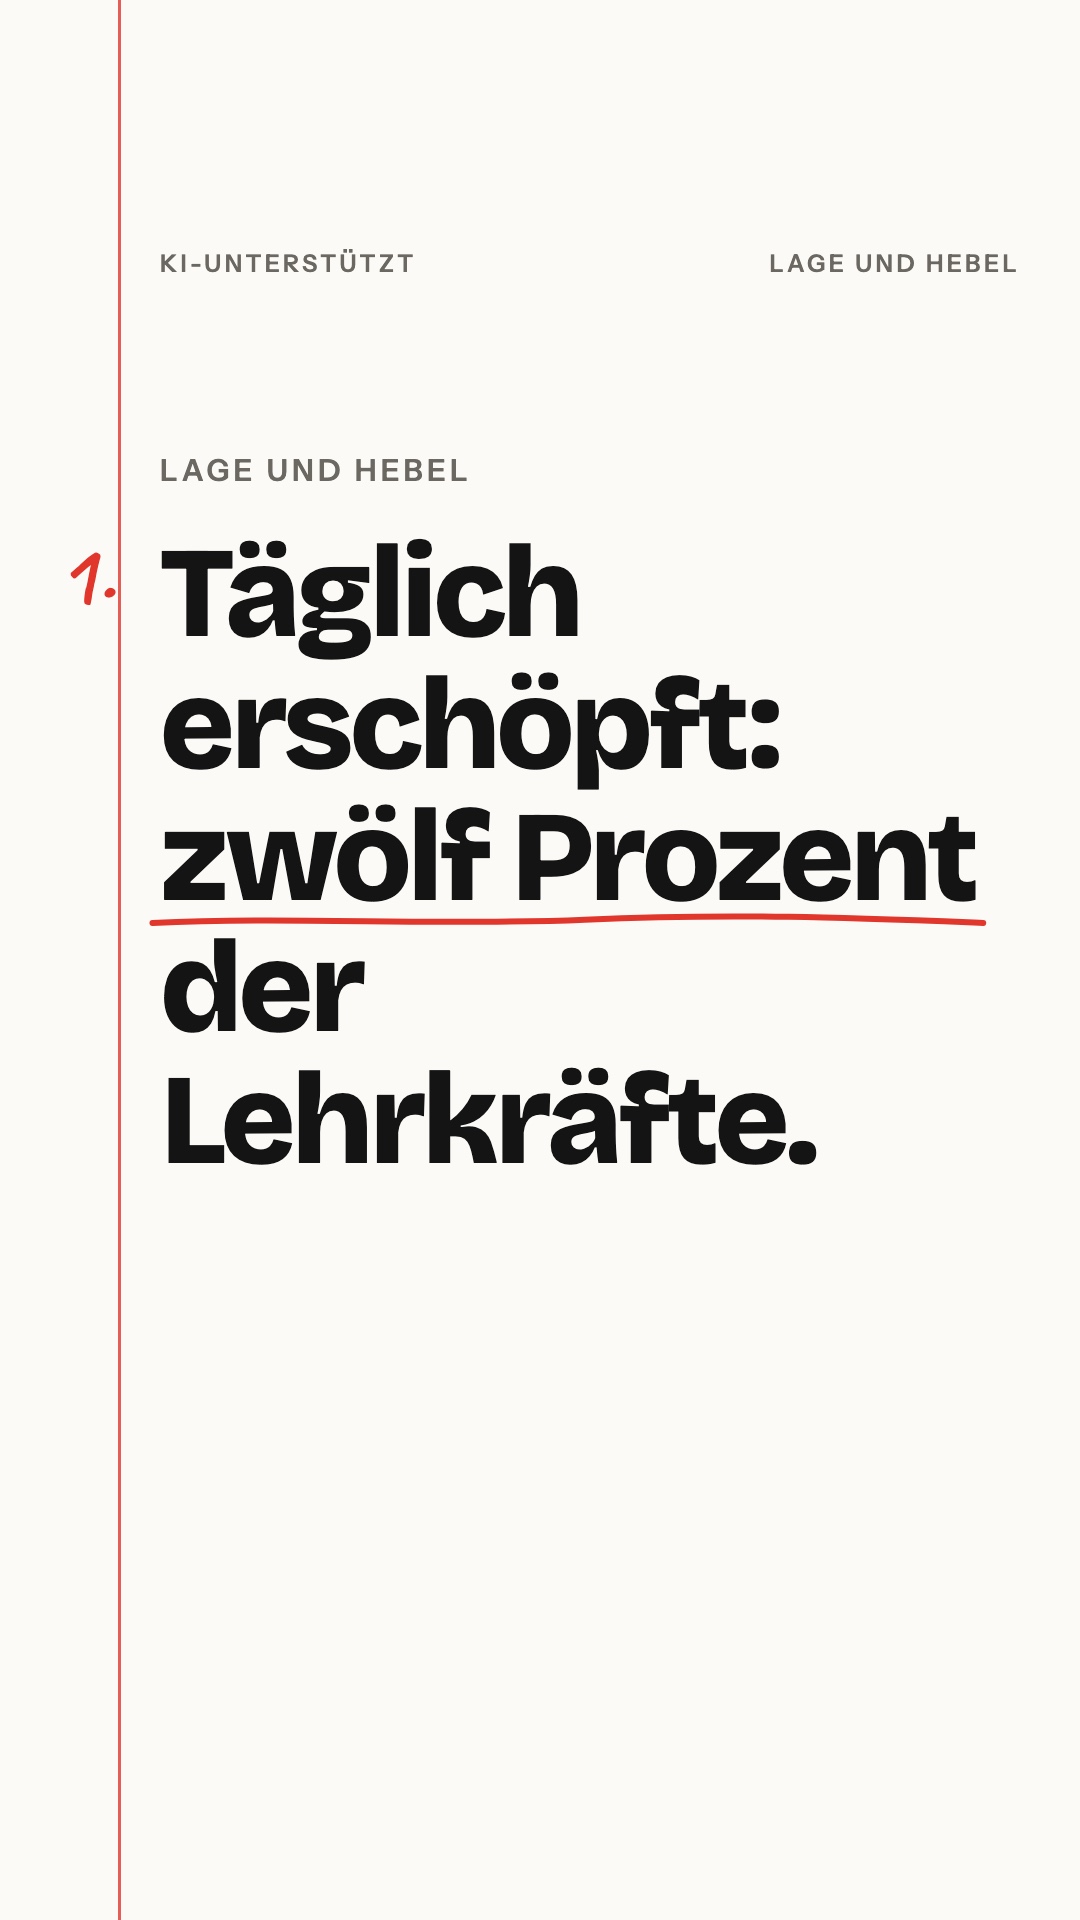 KI-UNTERSTÜTZT
LAGE UND HEBEL
LAGE UND HEBEL
1.
Täglich
erschöpft:
zwölf Prozent
der
Lehrkräfte.